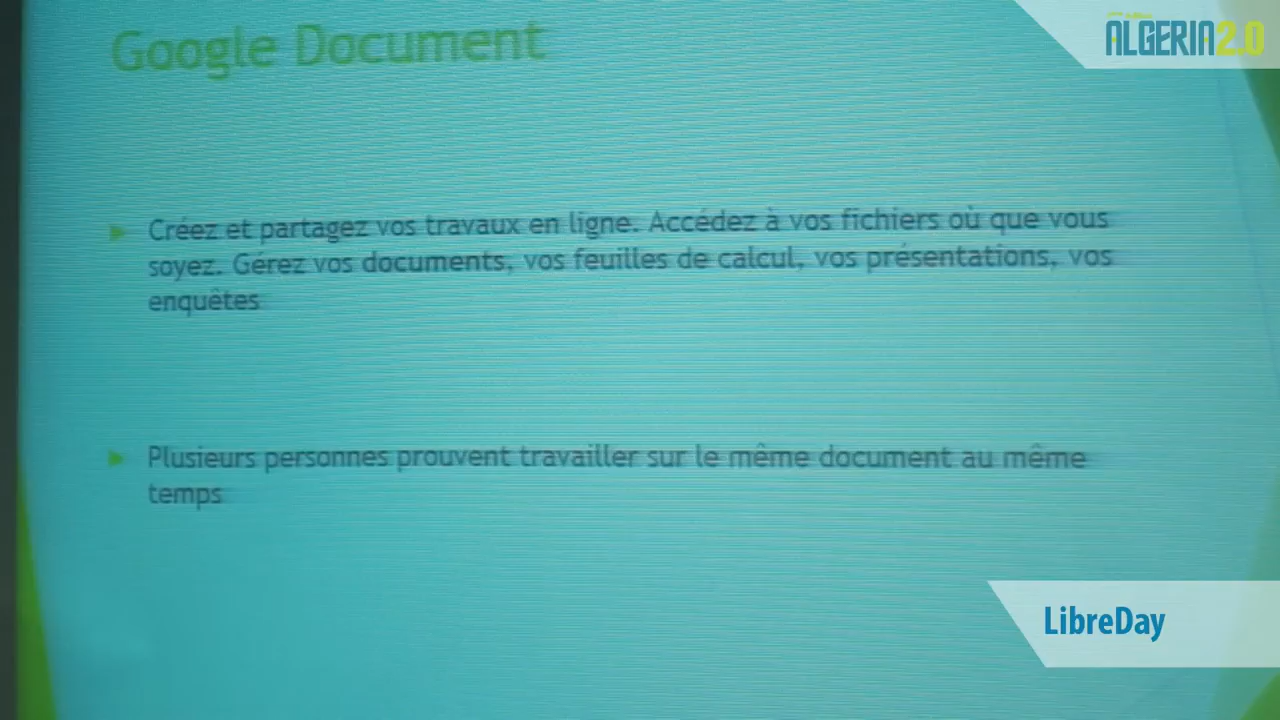 Google Document
ALGERIA2.0
Créez et partagez vos travaux en ligne. Accédez à vos fichiers où que vous
soyez. Gérez vos documents, vos feuilles de calcul, vos présentations, vos
enquêtes
Plusieurs personnes prouvent travailler sur le même document au même
temps
LibreDay